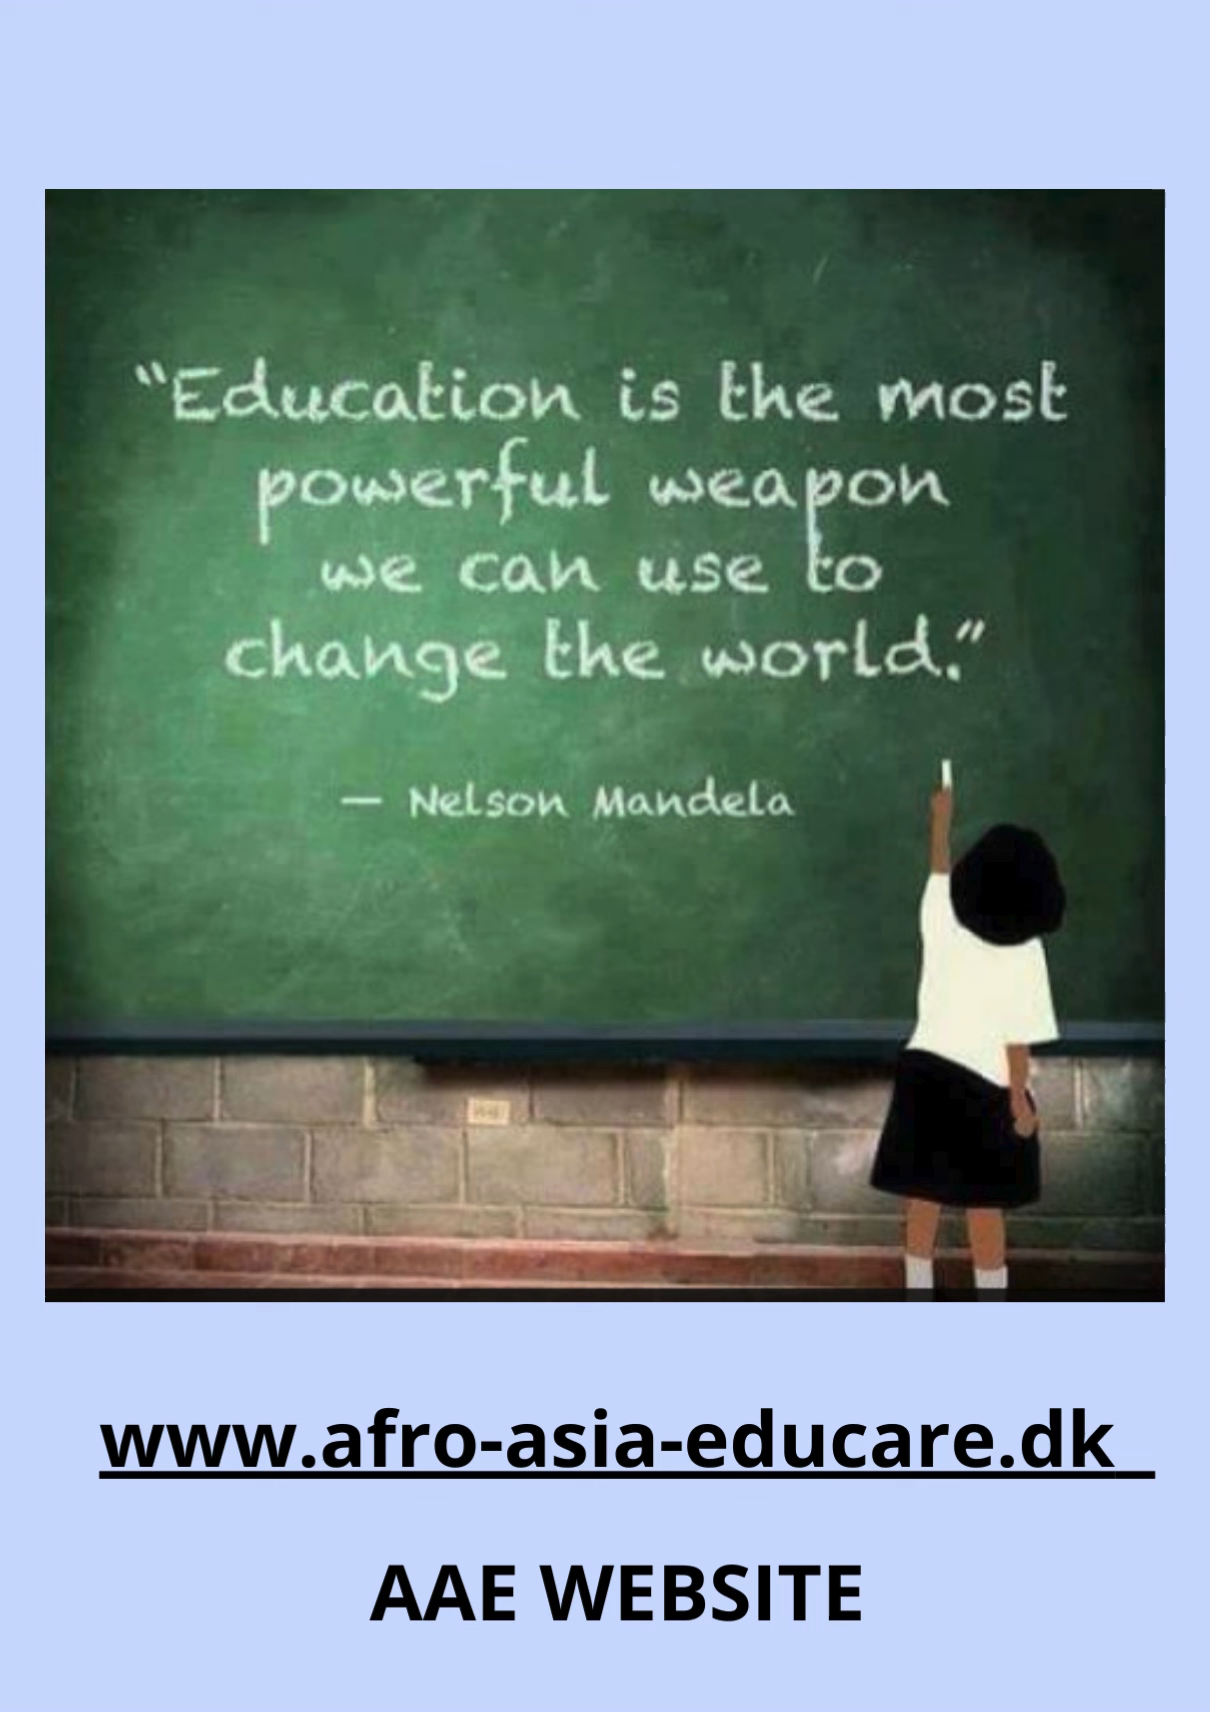 “Education is the most
powerful weapon
we can use to
change the world.”
— Nelson Mandela
www.afro-asia-educare.dk
AAE WEBSITE